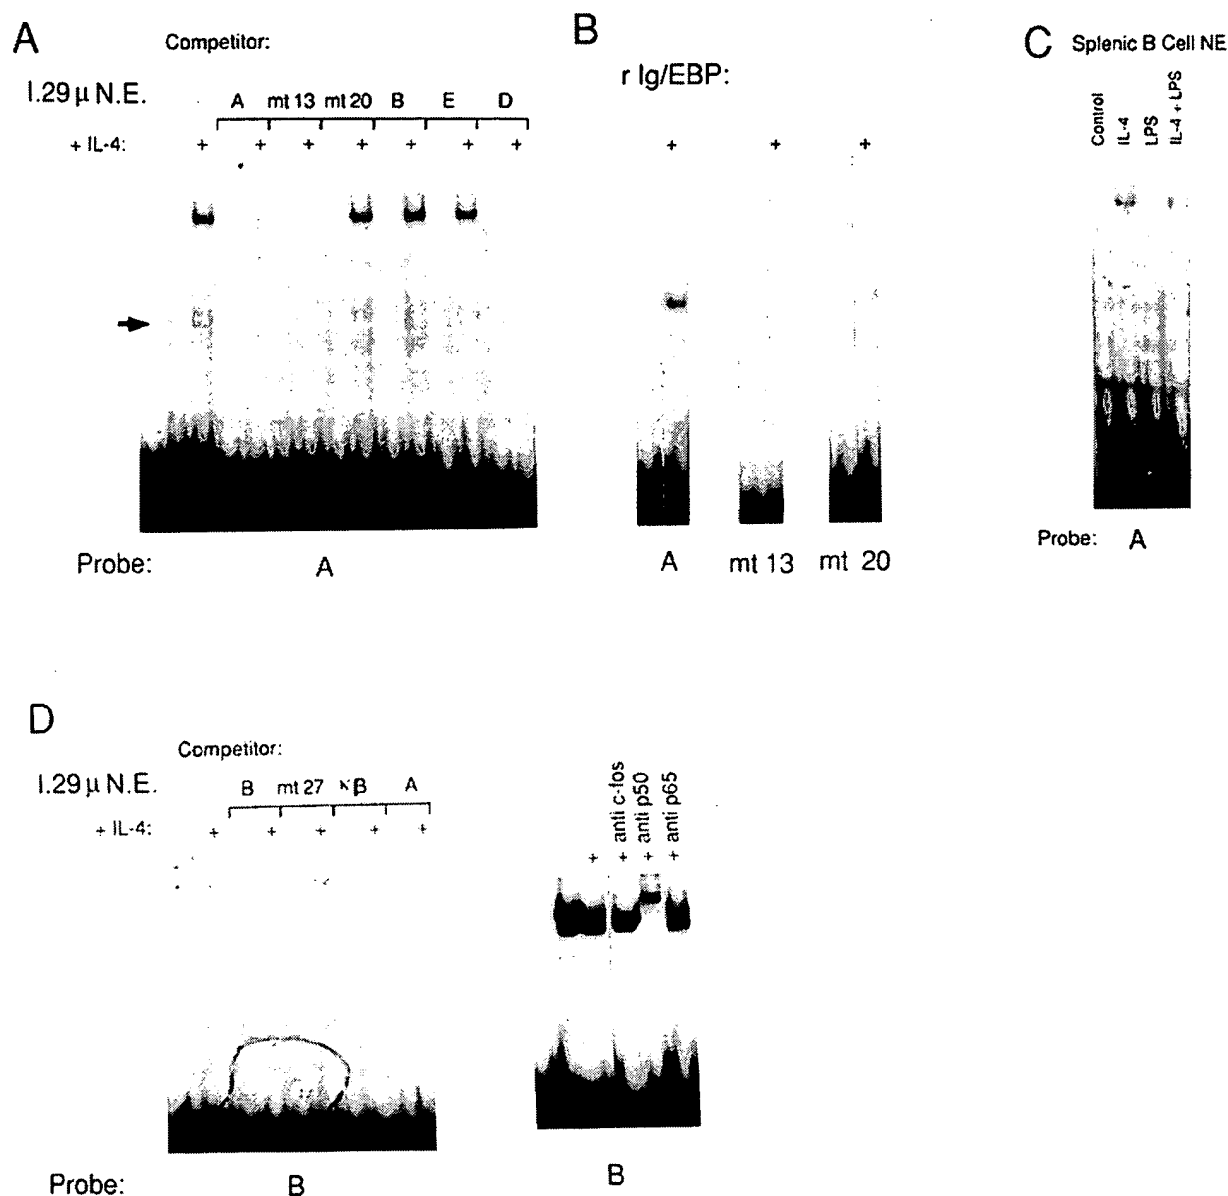 A
Competitor:
I.29 μ N.E.
A mt 13 mt 20 B E D
+ IL-4: + + + + + + +
Probe: A
B
r Ig/EBP:
+ + +
A mt 13 mt 20
C Splenic B Cell NE
Control
IL-4
LPS
IL-4 + LPS
Probe: A
D
Competitor:
I.29 μ N.E.
B mt 27 κβ A
+ IL-4: + + + + +
Probe: B
anti c-fos
anti p50
anti p65
+ + + +
B